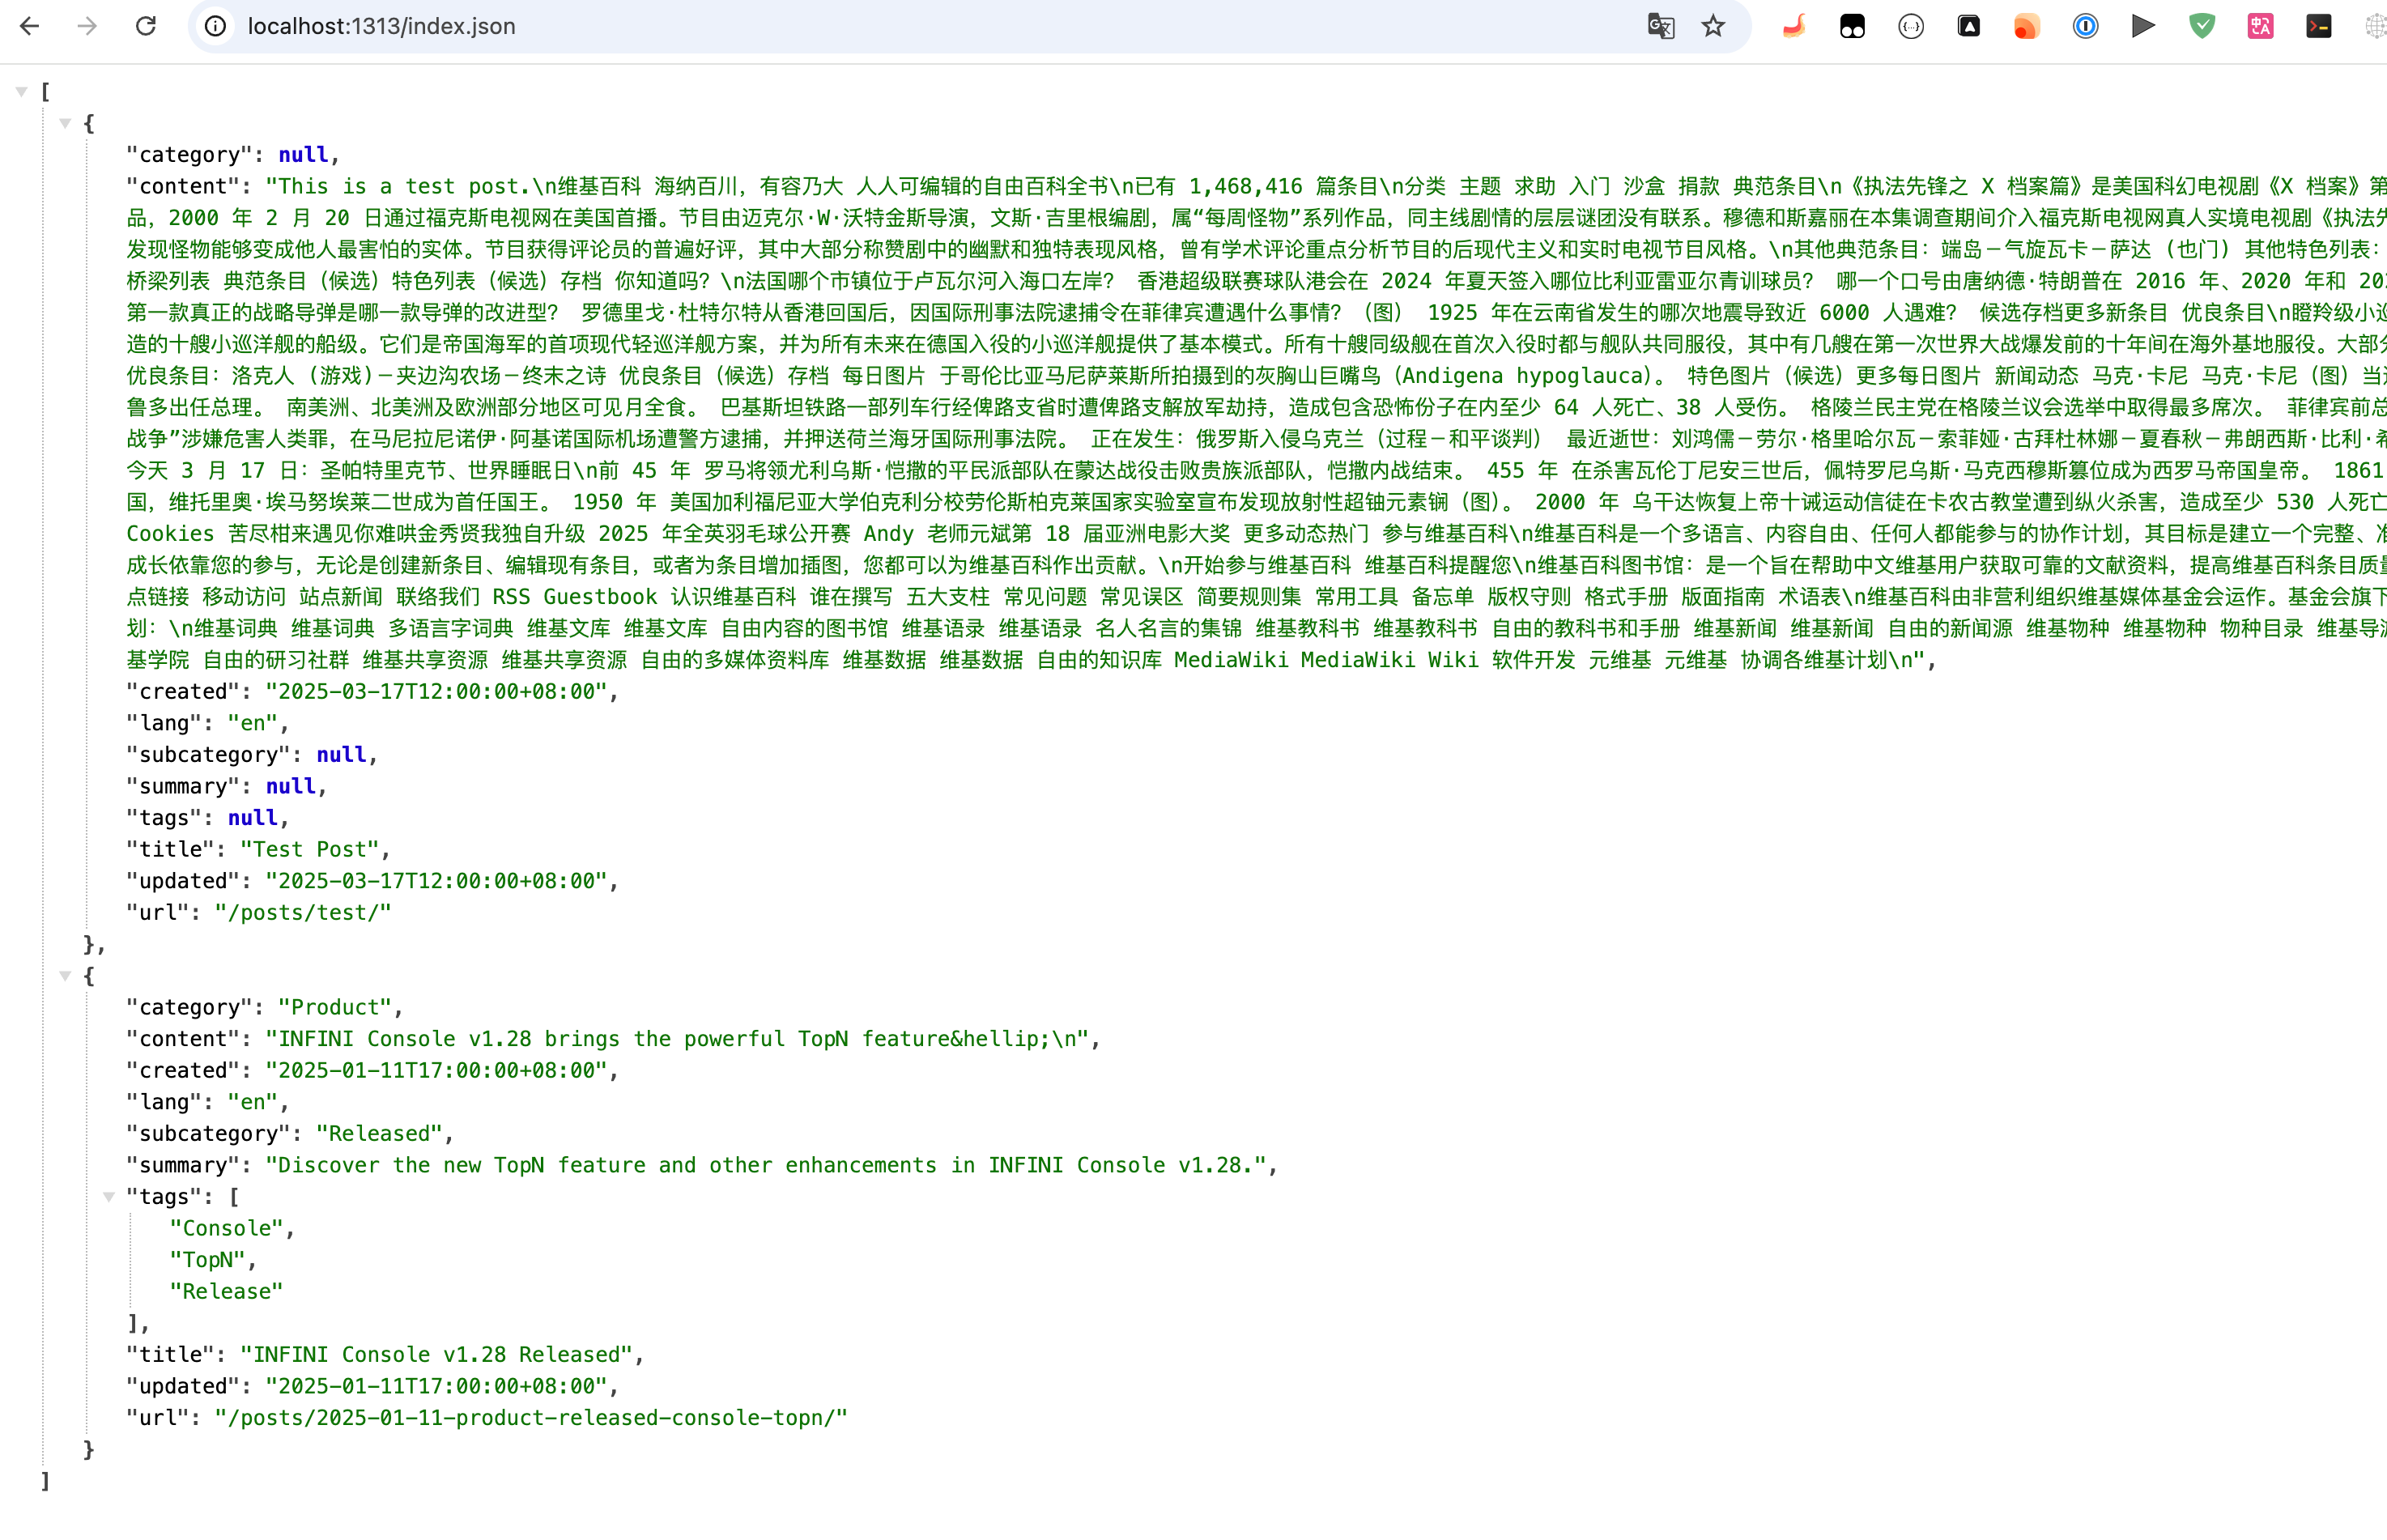 localhost:1313/index.json
[
{
"category": null,
"content": "This is a test post.\n维基百科 海纳百川，有容乃大 人人可编辑的自由百科全书\n已有 1,468,416 篇条目\n分类 主题 求助 入门 沙盒 捐款 典范条目\n《执法先锋之 X 档案篇》是美国科幻电视剧《X 档案》第
品，2000 年 2 月 20 日通过福克斯电视网在美国首播。节目由迈克尔·W·沃特金斯导演，文斯·吉里根编剧，属“每周怪物”系列作品，同主线剧情的层层谜团没有联系。穆德和斯嘉丽在本集调查期间介入福克斯电视网真人实境电视剧《执法先
发现怪物能够变成他人最害怕的实体。节目获得评论员的普遍好评，其中大部分称赞剧中的幽默和独特表现风格，曾有学术评论重点分析节目的后现代主义和实时电视节目风格。\n其他典范条目：端岛－气旋瓦卡－萨达 (也门) 其他特色列表：
桥梁列表 典范条目（候选）特色列表（候选）存档 你知道吗？\n法国哪个市镇位于卢瓦尔河入海口左岸？ 香港超级联赛球队港会在 2024 年夏天签入哪位比利亚雷亚尔青训球员？ 哪一个口号由唐纳德·特朗普在 2016 年、2020 年和 202
第一款真正的战略导弹是哪一款导弹的改进型？ 罗德里戈·杜特尔特从香港回国后，因国际刑事法院逮捕令在菲律宾遭遇什么事情？（图） 1925 年在云南省发生的哪次地震导致近 6000 人遇难？ 候选存档更多新条目 优良条目\n瞪羚级小巡
造的十艘小巡洋舰的船级。它们是帝国海军的首项现代轻巡洋舰方案，并为所有未来在德国入役的小巡洋舰提供了基本模式。所有十艘同级舰在首次入役时都与舰队共同服役，其中有几艘在第一次世界大战爆发前的十年间在海外基地服役。大部分
优良条目：洛克人 (游戏)－夹边沟农场－终末之诗 优良条目（候选）存档 每日图片 于哥伦比亚马尼萨莱斯所拍摄到的灰胸山巨嘴鸟（Andigena hypoglauca）。 特色图片（候选）更多每日图片 新闻动态 马克·卡尼 马克·卡尼（图）当选
鲁多出任总理。 南美洲、北美洲及欧洲部分地区可见月全食。 巴基斯坦铁路一部列车行经俾路支省时遭俾路支解放军劫持，造成包含恐怖份子在内至少 64 人死亡、38 人受伤。 格陵兰民主党在格陵兰议会选举中取得最多席次。 菲律宾前总
战争”涉嫌危害人类罪，在马尼拉尼诺伊·阿基诺国际机场遭警方逮捕，并押送荷兰海牙国际刑事法院。 正在发生：俄罗斯入侵乌克兰（过程－和平谈判） 最近逝世：刘鸿儒－劳尔·格里哈尔瓦－索菲娅·古拜杜林娜－夏春秋－弗朗西斯·比利·希
今天 3 月 17 日：圣帕特里克节、世界睡眠日\n前 45 年 罗马将领尤利乌斯·恺撒的平民派部队在蒙达战役击败贵族派部队，恺撒内战结束。 455 年 在杀害瓦伦丁尼安三世后，佩特罗尼乌斯·马克西穆斯篡位成为西罗马帝国皇帝。 1861
国，维托里奥·埃马努埃莱二世成为首任国王。 1950 年 美国加利福尼亚大学伯克利分校劳伦斯柏克莱国家实验室宣布发现放射性超铀元素锎（图）。 2000 年 乌干达恢复上帝十诫运动信徒在卡农古教堂遭到纵火杀害，造成至少 530 人死亡
Cookies 苦尽柑来遇见你难哄金秀贤我独自升级 2025 年全英羽毛球公开赛 Andy 老师元斌第 18 届亚洲电影大奖 更多动态热门 参与维基百科\n维基百科是一个多语言、内容自由、任何人都能参与的协作计划，其目标是建立一个完整、准
成长依靠您的参与，无论是创建新条目、编辑现有条目，或者为条目增加插图，您都可以为维基百科作出贡献。\n开始参与维基百科 维基百科提醒您\n维基百科图书馆：是一个旨在帮助中文维基用户获取可靠的文献资料，提高维基百科条目质量
点链接 移动访问 站点新闻 联络我们 RSS Guestbook 认识维基百科 谁在撰写 五大支柱 常见问题 常见误区 简要规则集 常用工具 备忘单 版权守则 格式手册 版面指南 术语表\n维基百科由非营利组织维基媒体基金会运作。基金会旗下
划：\n维基词典 维基词典 多语言字词典 维基文库 维基文库 自由内容的图书馆 维基语录 维基语录 名人名言的集锦 维基教科书 维基教科书 自由的教科书和手册 维基新闻 维基新闻 自由的新闻源 维基物种 维基物种 物种目录 维基导游
基学院 自由的研习社群 维基共享资源 维基共享资源 自由的多媒体资料库 维基数据 维基数据 自由的知识库 MediaWiki MediaWiki Wiki 软件开发 元维基 元维基 协调各维基计划\n",
"created": "2025-03-17T12:00:00+08:00",
"lang": "en",
"subcategory": null,
"summary": null,
"tags": null,
"title": "Test Post",
"updated": "2025-03-17T12:00:00+08:00",
"url": "/posts/test/"
},
{
"category": "Product",
"content": "INFINI Console v1.28 brings the powerful TopN feature&hellip;\n",
"created": "2025-01-11T17:00:00+08:00",
"lang": "en",
"subcategory": "Released",
"summary": "Discover the new TopN feature and other enhancements in INFINI Console v1.28.",
"tags": [
"Console",
"TopN",
"Release"
],
"title": "INFINI Console v1.28 Released",
"updated": "2025-01-11T17:00:00+08:00",
"url": "/posts/2025-01-11-product-released-console-topn/"
}
]